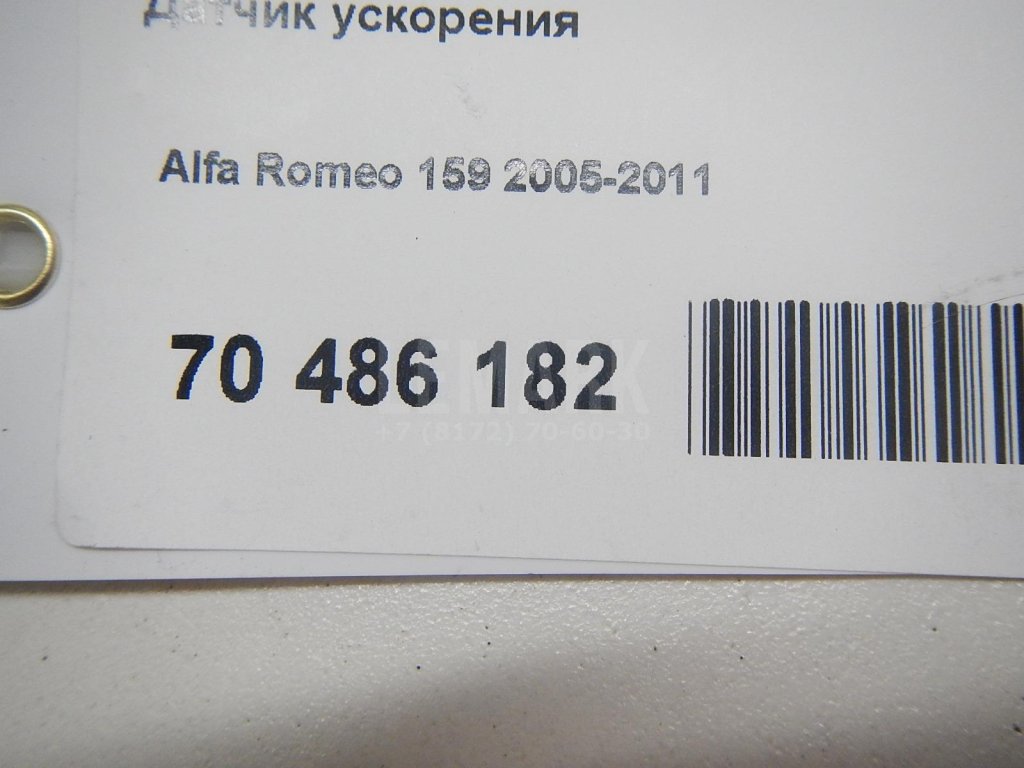 Датчик ускорения
Alfa Romeo 159 2005-2011
70 486 182
+7 (8172) 70-60-30